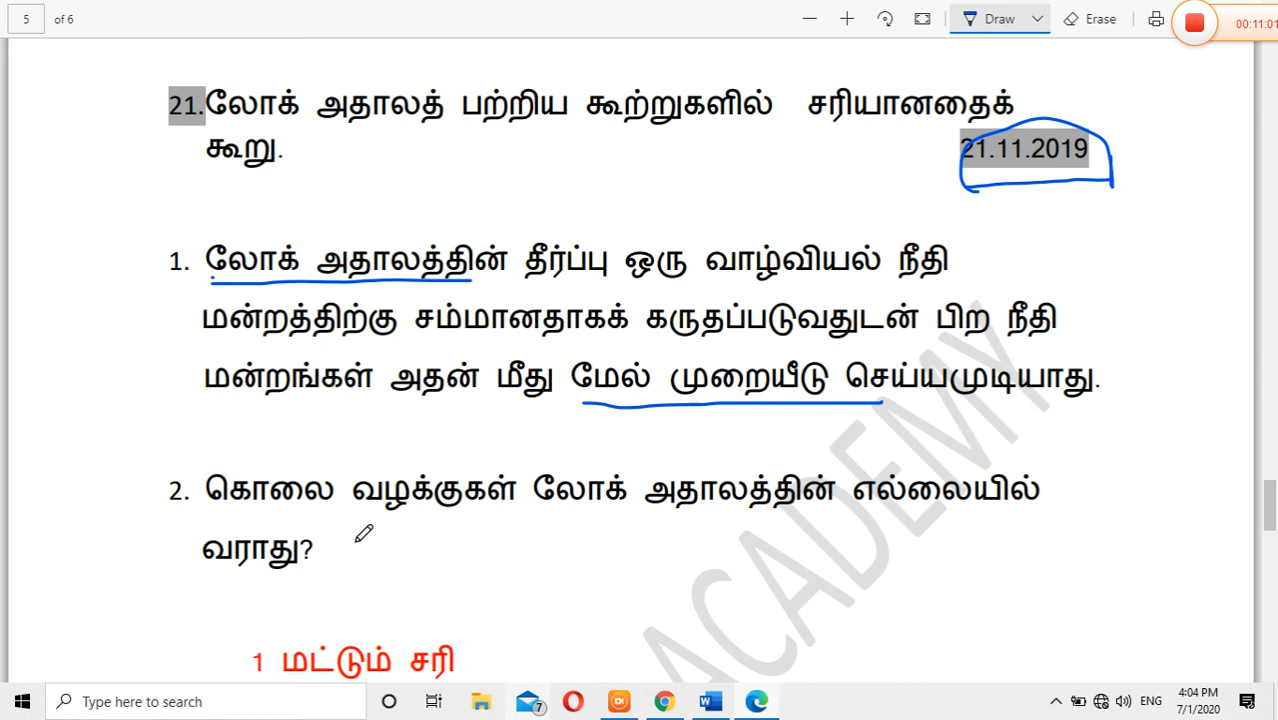 5 of 6
Draw
Erase
00:11:01
21.லோக் அதாலத் பற்றிய கூற்றுகளில் சரியானதைக்
கூறு. 21.11.2019
1. லோக் அதாலத்தின் தீர்ப்பு ஒரு வாழ்வியல் நீதி
மன்றத்திற்கு சம்மானதாகக் கருதப்படுவதுடன் பிற நீதி
மன்றங்கள் அதன் மீது மேல் முறையீடு செய்யமுடியாது.
2. கொலை வழக்குகள் லோக் அதாலத்தின் எல்லையில்
வராது?
ACADEMY
1 மட்டும் சரி
Type here to search
7
ENG
4:04 PM
7/1/2020